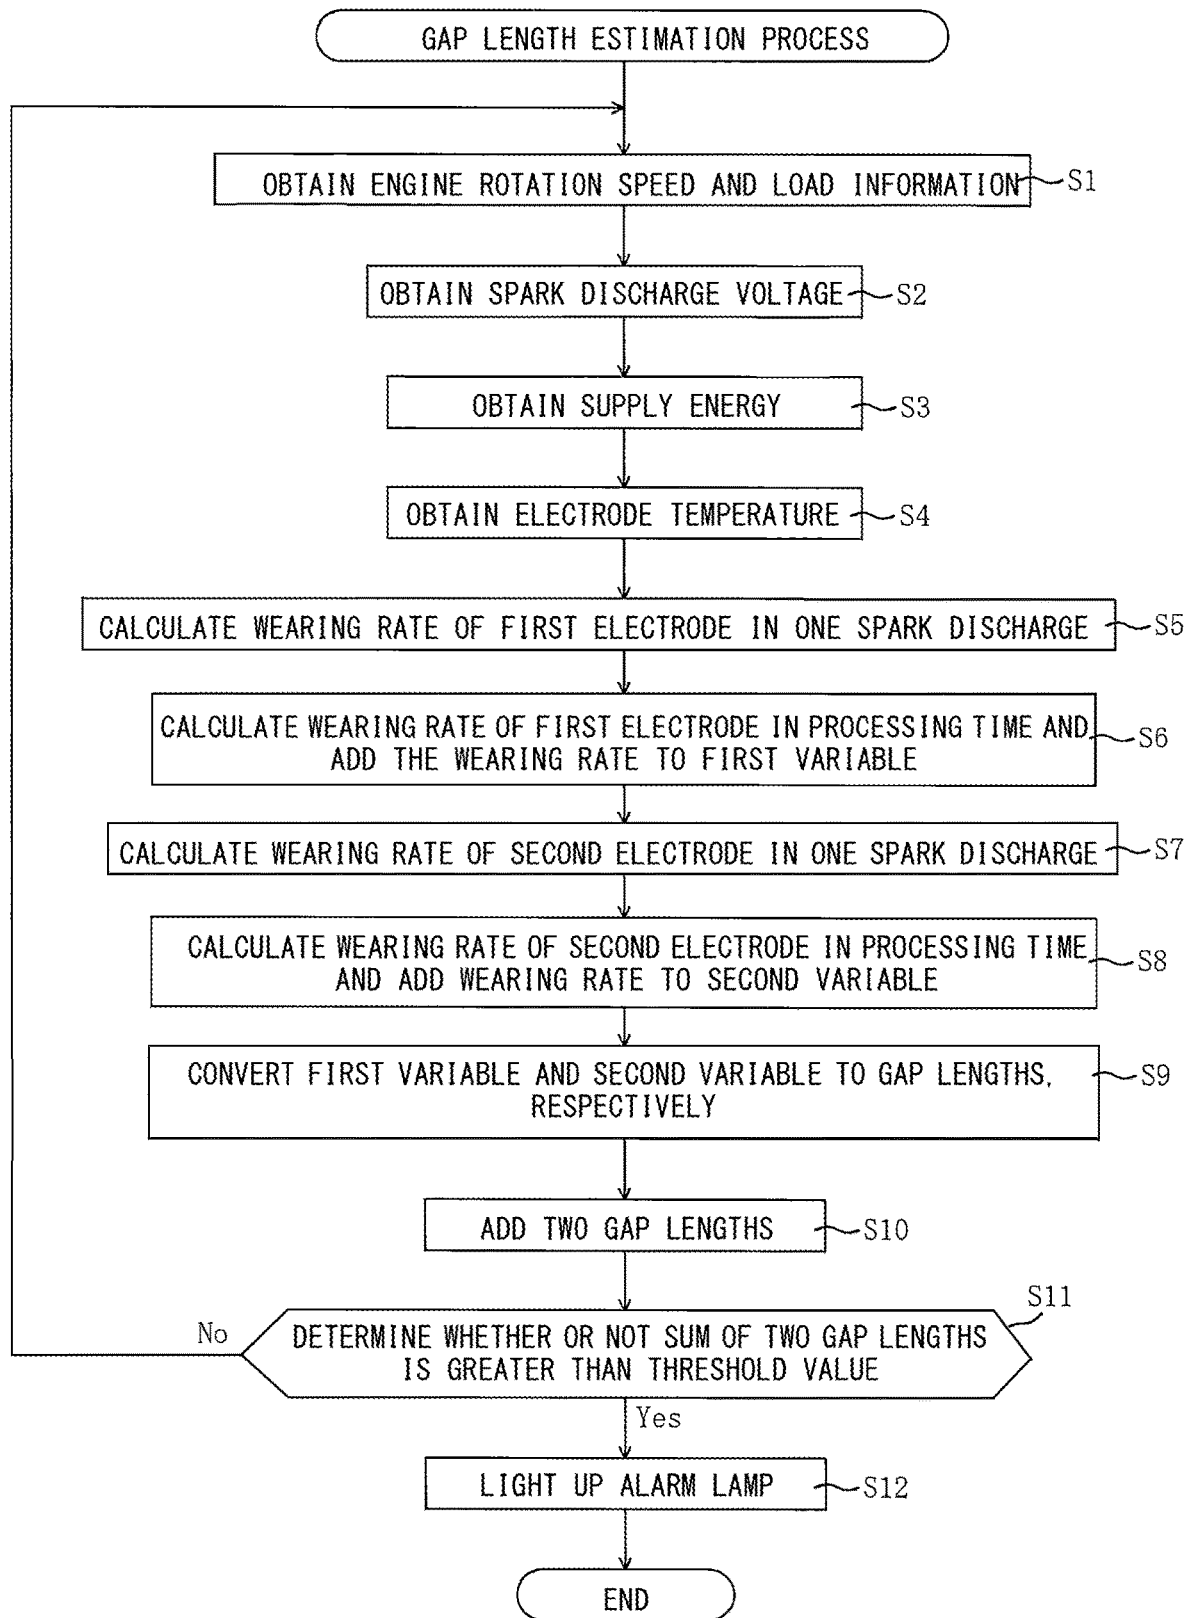 GAP LENGTH ESTIMATION PROCESS
OBTAIN ENGINE ROTATION SPEED AND LOAD INFORMATION
S1
OBTAIN SPARK DISCHARGE VOLTAGE
S2
OBTAIN SUPPLY ENERGY
S3
OBTAIN ELECTRODE TEMPERATURE
S4
CALCULATE WEARING RATE OF FIRST ELECTRODE IN ONE SPARK DISCHARGE
S5
CALCULATE WEARING RATE OF FIRST ELECTRODE IN PROCESSING TIME AND
ADD THE WEARING RATE TO FIRST VARIABLE
S6
CALCULATE WEARING RATE OF SECOND ELECTRODE IN ONE SPARK DISCHARGE
S7
CALCULATE WEARING RATE OF SECOND ELECTRODE IN PROCESSING TIME
AND ADD WEARING RATE TO SECOND VARIABLE
S8
CONVERT FIRST VARIABLE AND SECOND VARIABLE TO GAP LENGTHS,
RESPECTIVELY
S9
ADD TWO GAP LENGTHS
S10
S11
No
DETERMINE WHETHER OR NOT SUM OF TWO GAP LENGTHS
IS GREATER THAN THRESHOLD VALUE
Yes
LIGHT UP ALARM LAMP
S12
END